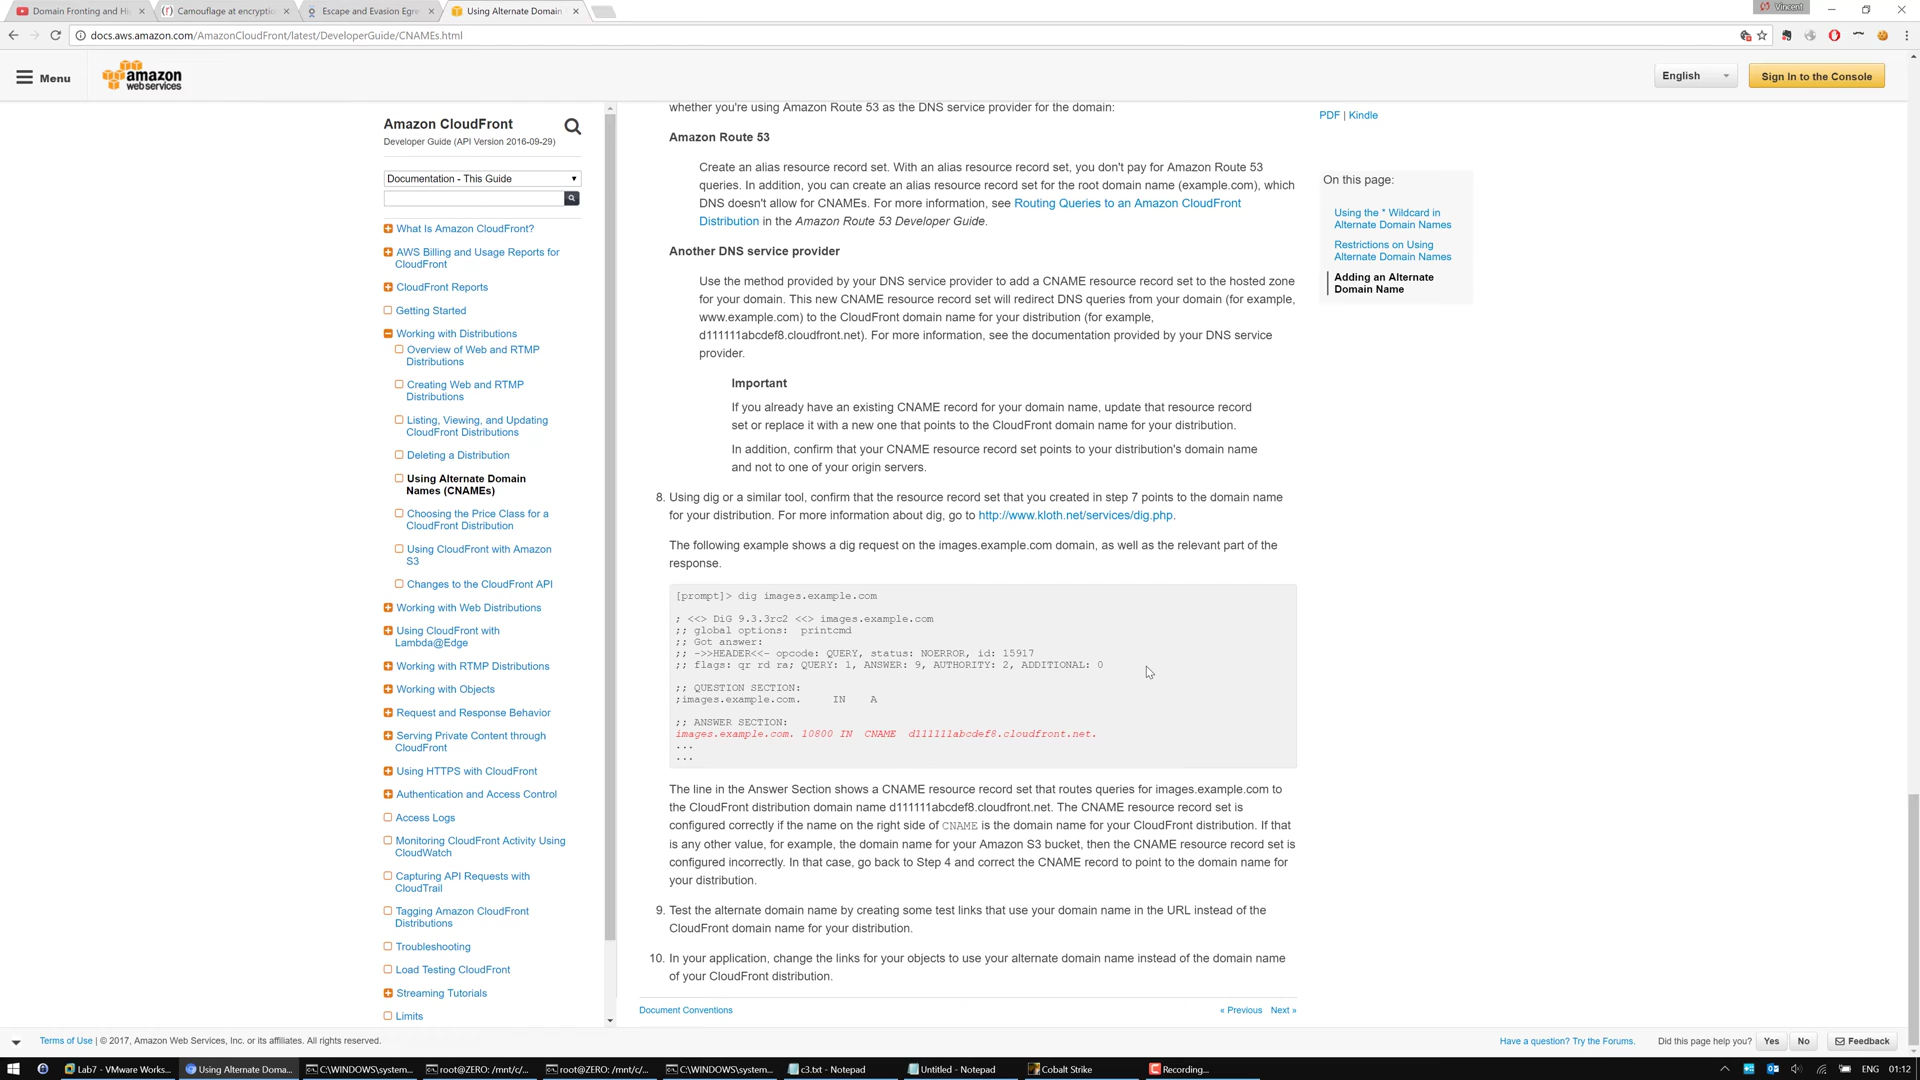 Domain Fronting and Hi
Camouflage at encryptio
Escape and Evasion Egre
Using Alternate Domain
Vincent
docs.aws.amazon.com/AmazonCloudFront/latest/DeveloperGuide/CNAMEs.html
Menu
amazon
web services
English
Sign In to the Console
Amazon CloudFront
Developer Guide (API Version 2016-09-29)
Documentation - This Guide
What Is Amazon CloudFront?
AWS Billing and Usage Reports for
CloudFront
CloudFront Reports
Getting Started
Working with Distributions
Overview of Web and RTMP
Distributions
Creating Web and RTMP
Distributions
Listing, Viewing, and Updating
CloudFront Distributions
Deleting a Distribution
Using Alternate Domain
Names (CNAMEs)
Choosing the Price Class for a
CloudFront Distribution
Using CloudFront with Amazon
S3
Changes to the CloudFront API
Working with Web Distributions
Using CloudFront with
Lambda@Edge
Working with RTMP Distributions
Working with Objects
Request and Response Behavior
Serving Private Content through
CloudFront
Using HTTPS with CloudFront
Authentication and Access Control
Access Logs
Monitoring CloudFront Activity Using
CloudWatch
Capturing API Requests with
CloudTrail
Tagging Amazon CloudFront
Distributions
Troubleshooting
Load Testing CloudFront
Streaming Tutorials
Limits
whether you're using Amazon Route 53 as the DNS service provider for the domain:
Amazon Route 53
Create an alias resource record set. With an alias resource record set, you don't pay for Amazon Route 53
queries. In addition, you can create an alias resource record set for the root domain name (example.com), which
DNS doesn't allow for CNAMEs. For more information, see Routing Queries to an Amazon CloudFront
Distribution in the Amazon Route 53 Developer Guide.
Another DNS service provider
Use the method provided by your DNS service provider to add a CNAME resource record set to the hosted zone
for your domain. This new CNAME resource record set will redirect DNS queries from your domain (for example,
www.example.com) to the CloudFront domain name for your distribution (for example,
d111111abcdef8.cloudfront.net). For more information, see the documentation provided by your DNS service
provider.
Important
If you already have an existing CNAME record for your domain name, update that resource record
set or replace it with a new one that points to the CloudFront domain name for your distribution.
In addition, confirm that your CNAME resource record set points to your distribution's domain name
and not to one of your origin servers.
8. Using dig or a similar tool, confirm that the resource record set that you created in step 7 points to the domain name
for your distribution. For more information about dig, go to http://www.kloth.net/services/dig.php.
The following example shows a dig request on the images.example.com domain, as well as the relevant part of the
response.
[prompt]> dig images.example.com
; <<> DiG 9.3.3rc2 <<> images.example.com
;; global options: printcmd
;; Got answer:
;; ->>HEADER<<- opcode: QUERY, status: NOERROR, id: 15917
;; flags: qr rd ra; QUERY: 1, ANSWER: 9, AUTHORITY: 2, ADDITIONAL: 0
;; QUESTION SECTION:
;images.example.com. IN A
;; ANSWER SECTION:
images.example.com. 10800 IN CNAME d111111abcdef8.cloudfront.net.
...
...
The line in the Answer Section shows a CNAME resource record set that routes queries for images.example.com to
the CloudFront distribution domain name d111111abcdef8.cloudfront.net. The CNAME resource record set is
configured correctly if the name on the right side of CNAME is the domain name for your CloudFront distribution. If that
is any other value, for example, the domain name for your Amazon S3 bucket, then the CNAME resource record set is
configured incorrectly. In that case, go back to Step 4 and correct the CNAME record to point to the domain name for
your distribution.
9. Test the alternate domain name by creating some test links that use your domain name in the URL instead of the
CloudFront domain name for your distribution.
10. In your application, change the links for your objects to use your alternate domain name instead of the domain name
of your CloudFront distribution.
Document Conventions
« Previous Next »
PDF | Kindle
On this page:
Using the * Wildcard in
Alternate Domain Names
Restrictions on Using
Alternate Domain Names
Adding an Alternate
Domain Name
Terms of Use | © 2017, Amazon Web Services, Inc. or its affiliates. All rights reserved.
Have a question? Try the Forums.
Did this page help you?
Yes
No
Feedback
Lab7 - VMware Works...
Using Alternate Doma...
C:\WINDOWS\system...
root@ZERO: /mnt/c/...
root@ZERO: /mnt/c/...
C:\WINDOWS\system...
c3.txt - Notepad
Untitled - Notepad
Cobalt Strike
Recording...
ENG
01:12